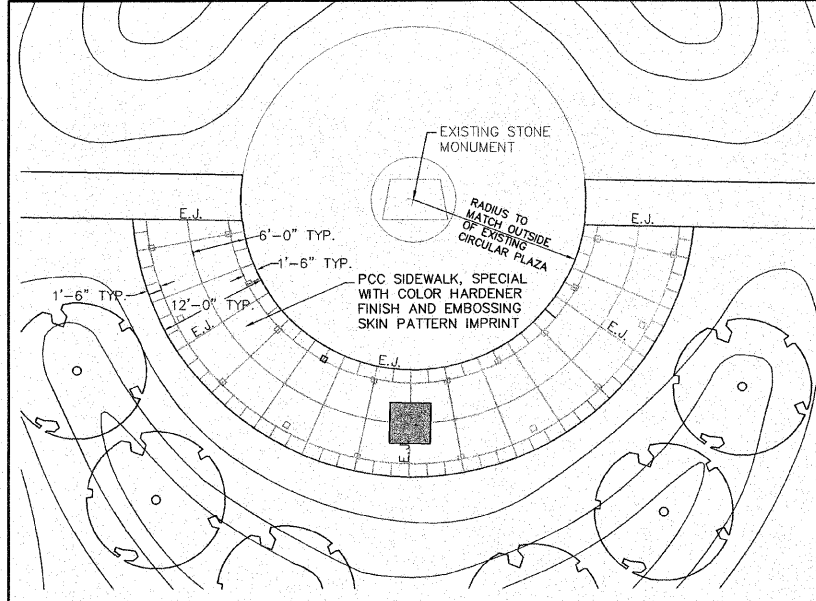 EXISTING STONE
MONUMENT
RADIUS TO
MATCH OUTSIDE
OF EXISTING
CIRCULAR PLAZA
E.J.
E.J.
6'-0" TYP.
1'-6" TYP.
1'-6" TYP.
12'-0" TYP.
PCC SIDEWALK, SPECIAL
WITH COLOR HARDENER
FINISH AND EMBOSSING
SKIN PATTERN IMPRINT
E.J.
E.J.
E.J.
E.J.